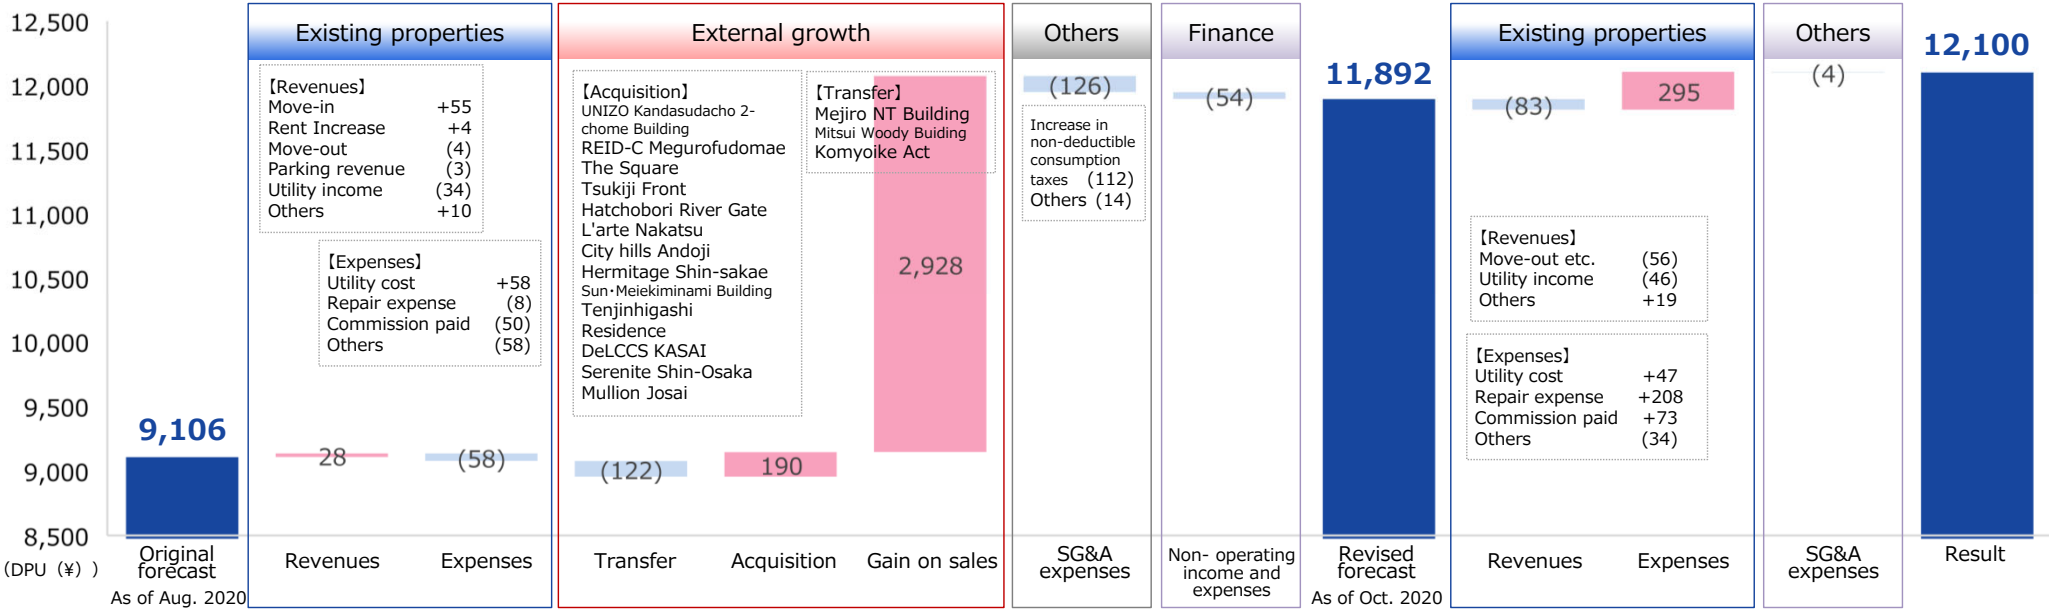 12,500
12,000
11,500
11,000
10,500
10,000
9,500
9,000
8,500
(DPU (¥) )
9,106
Original
forecast
As of Aug. 2020
Existing properties
【Revenues】
Move-in +55
Rent Increase +4
Move-out (4)
Parking revenue (3)
Utility income (34)
Others +10
【Expenses】
Utility cost +58
Repair expense (8)
Commission paid (50)
Others (58)
28
(58)
Revenues
Expenses
External growth
【Acquisition】
UNIZO Kandasudacho 2-
chome Building
REID-C Megurofudomae
The Square
Tsukiji Front
Hatchobori River Gate
L'arte Nakatsu
City hills Andoji
Hermitage Shin-sakae
Sun・Meiekiminami Building
Tenjinhigashi
Residence
DeLCCS KASAI
Serenite Shin-Osaka
Mullion Josai
【Transfer】
Mejiro NT Building
Mitsui Woody Buiding
Komyoike Act
(122)
190
2,928
Transfer
Acquisition
Gain on sales
Others
(126)
Increase in
non-deductible
consumption
taxes (112)
Others (14)
SG&A
expenses
Finance
(54)
Non- operating
income and
expenses
11,892
Revised
forecast
As of Oct. 2020
Existing properties
(83)
295
【Revenues】
Move-out etc. (56)
Utility income (46)
Others +19
【Expenses】
Utility cost +47
Repair expense +208
Commission paid +73
Others (34)
Revenues
Expenses
Others
(4)
SG&A
expenses
12,100
Result